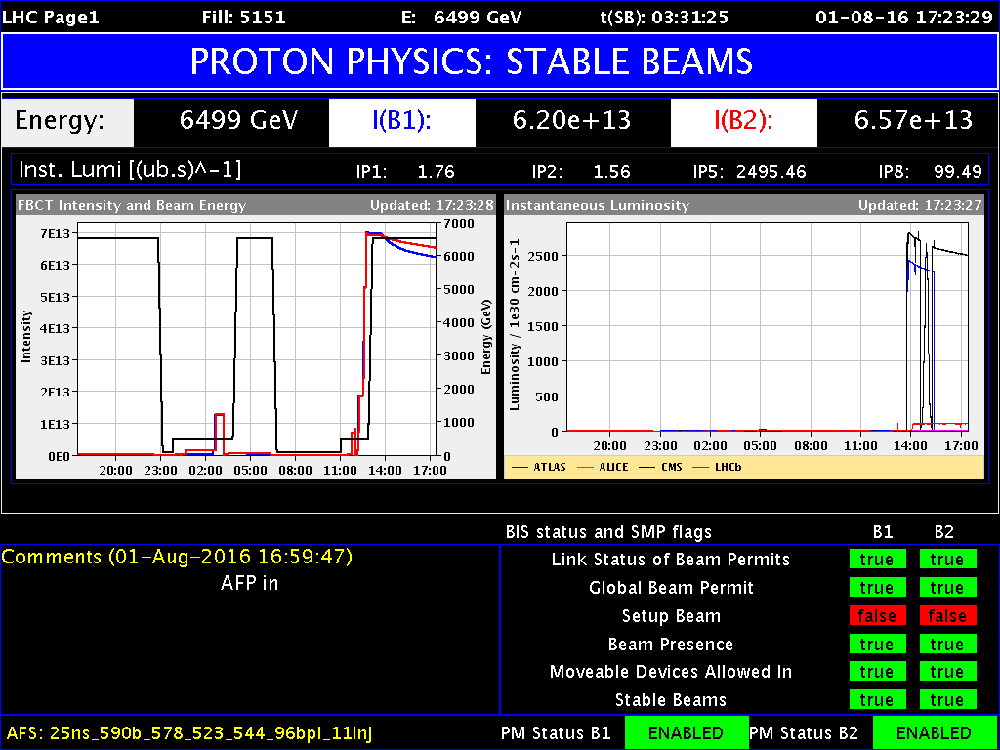 LHC Page1 Fill: 5151 E: 6499 GeV t(SB): 03:31:25 01-08-16 17:23:29
PROTON PHYSICS: STABLE BEAMS
Energy: 6499 GeV I(B1): 6.20e+13 I(B2): 6.57e+13
Inst. Lumi [(ub.s)^-1] IP1: 1.76 IP2: 1.56 IP5: 2495.46 IP8: 99.49
FBCT Intensity and Beam Energy Updated: 17:23:28
Intensity
7E13
6E13
5E13
4E13
3E13
2E13
1E13
0E0
7000
6000
5000
4000
3000
2000
1000
0
Energy (GeV)
20:00 23:00 02:00 05:00 08:00 11:00 14:00 17:00
Instantaneous Luminosity Updated: 17:23:27
Luminosity / 1e30 cm-2s-1
2500
2000
1500
1000
500
0
20:00 23:00 02:00 05:00 08:00 11:00 14:00 17:00
ATLAS ALICE CMS LHCb
Comments (01-Aug-2016 16:59:47)
AFP in
BIS status and SMP flags B1 B2
Link Status of Beam Permits true true
Global Beam Permit true true
Setup Beam false false
Beam Presence true true
Moveable Devices Allowed In true true
Stable Beams true true
AFS: 25ns_590b_578_523_544_96bpi_11inj
PM Status B1 ENABLED PM Status B2 ENABLED